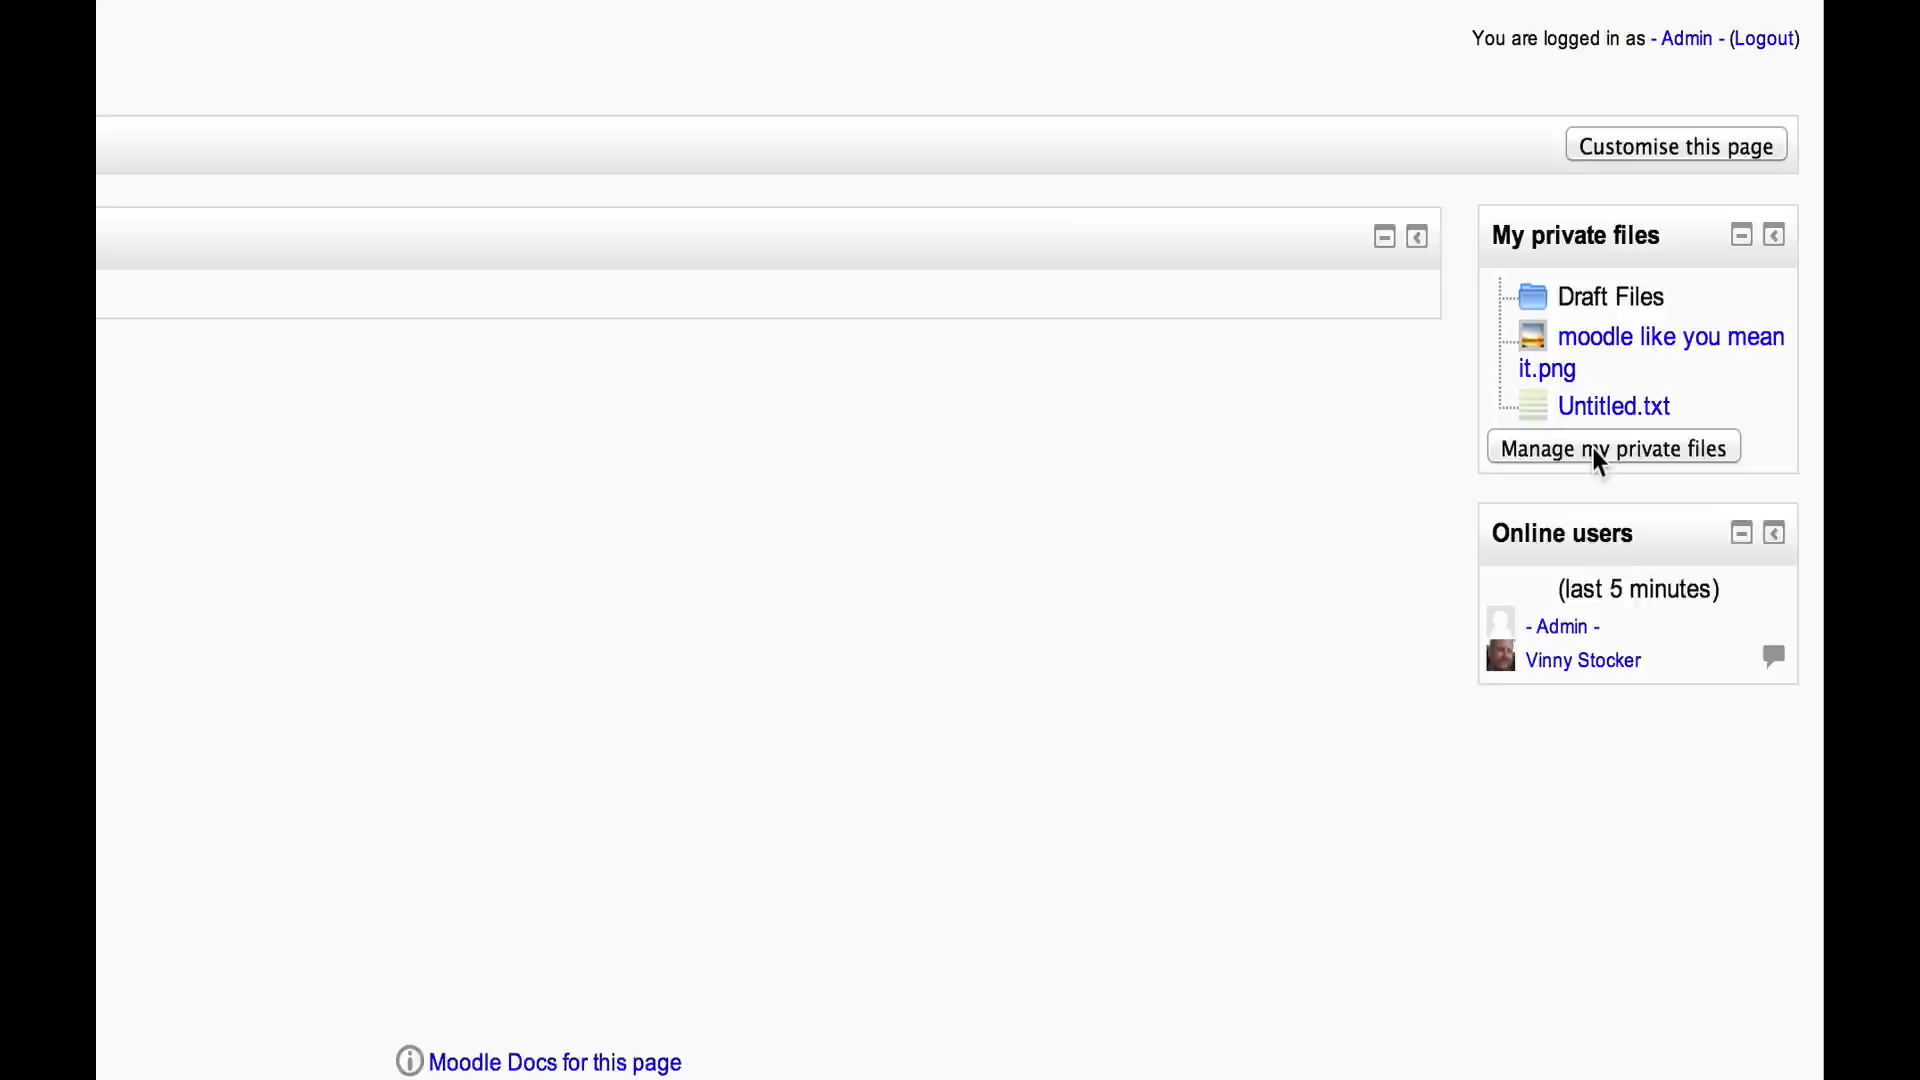 You are logged in as - Admin - (Logout)
Customise this page
My private files
Draft Files
moodle like you mean
it.png
Untitled.txt
Manage my private files
Online users
(last 5 minutes)
- Admin -
Vinny Stocker
Moodle Docs for this page